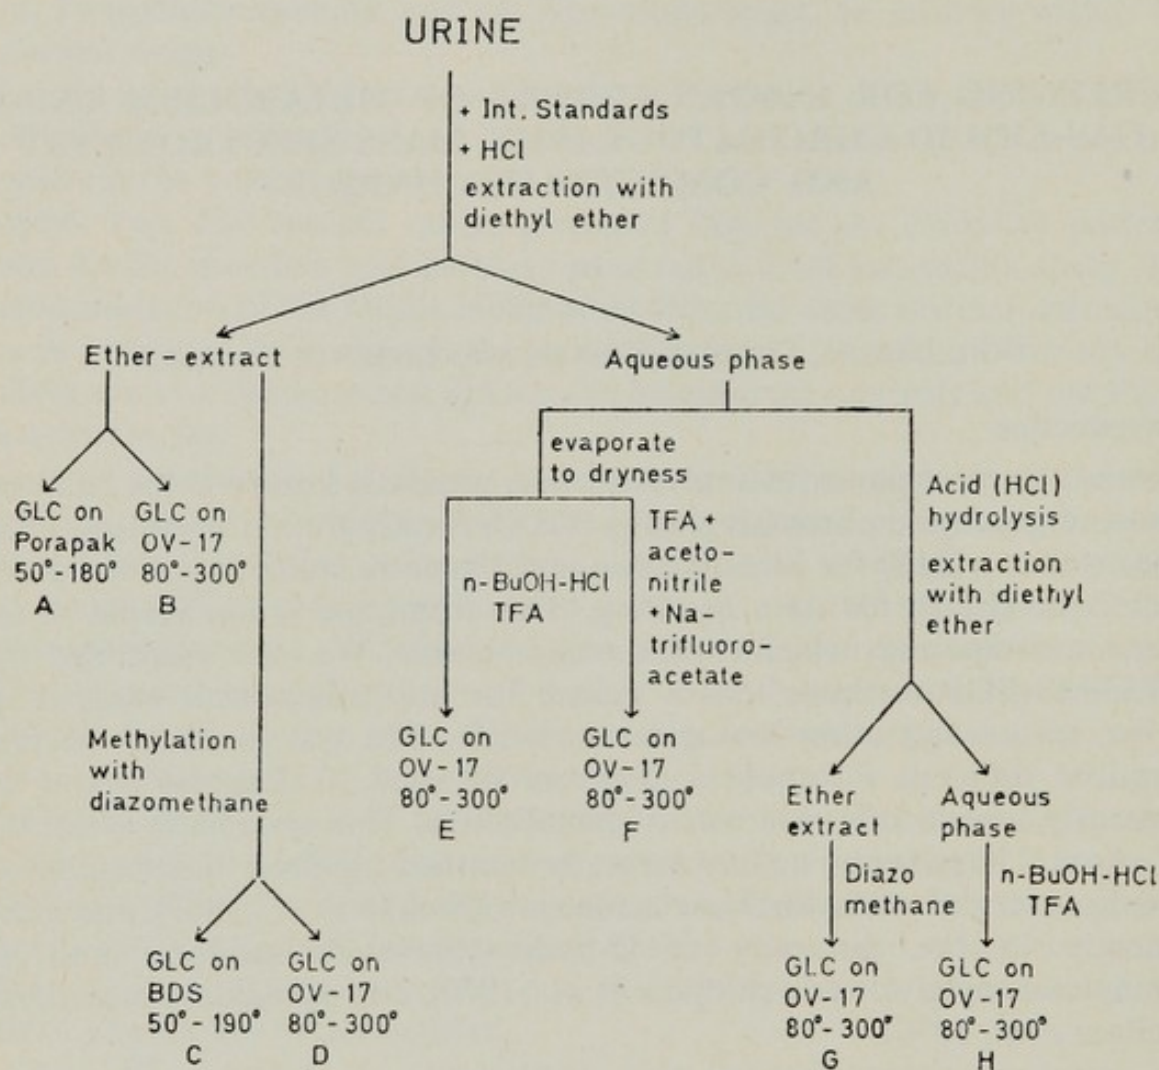 URINE
+ Int. Standards
+ HCl
extraction with
diethyl ether
Ether-extract
Aqueous phase
GLC on
Porapak
50°-180°
A
GLC on
OV-17
80°-300°
B
Methylation
with
diazomethane
GLC on
BDS
50°-190°
C
GLC on
OV-17
80°-300°
D
evaporate
to dryness
n-BuOH-HCl
TFA
GLC on
OV-17
80°-300°
E
TFA +
aceto-
nitrile
+Na-
trifluoro-
acetate
GLC on
OV-17
80°-300°
F
Acid (HCl)
hydrolysis
extraction
with diethyl
ether
Ether
extract
Diazo
methane
GLC on
OV-17
80°-300°
G
Aqueous
phase
n-BuOH-HCl
TFA
GLC on
OV-17
80°-300°
H